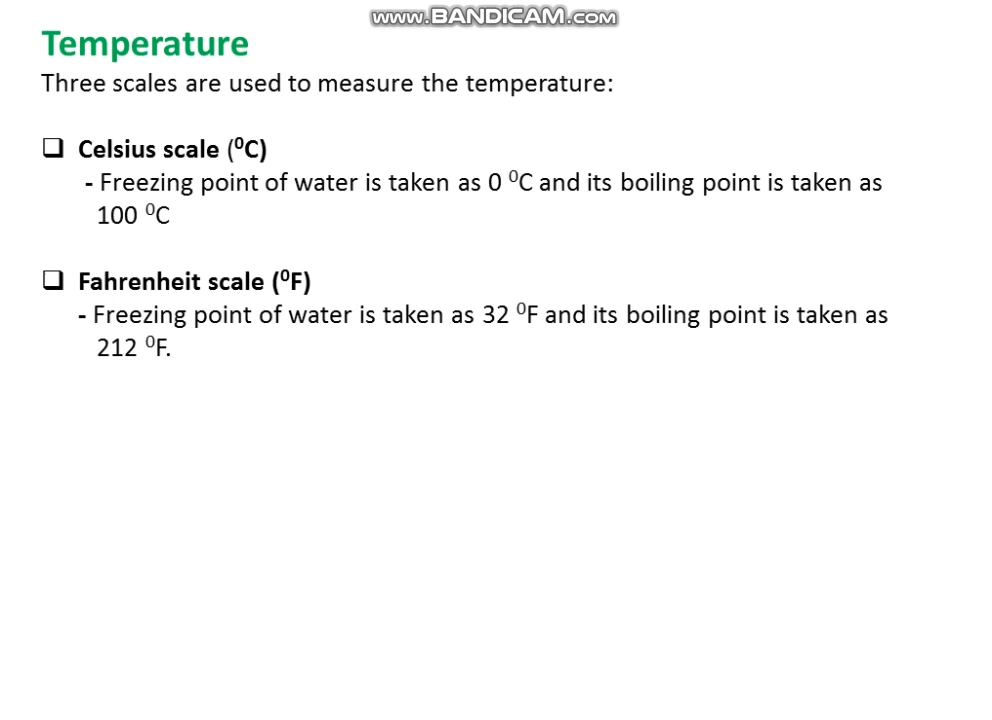 www.BANDICAM.com
Temperature
Three scales are used to measure the temperature:
❑ Celsius scale (⁰C)
- Freezing point of water is taken as 0 ⁰C and its boiling point is taken as
100 ⁰C
❑ Fahrenheit scale (⁰F)
- Freezing point of water is taken as 32 ⁰F and its boiling point is taken as
212 ⁰F.